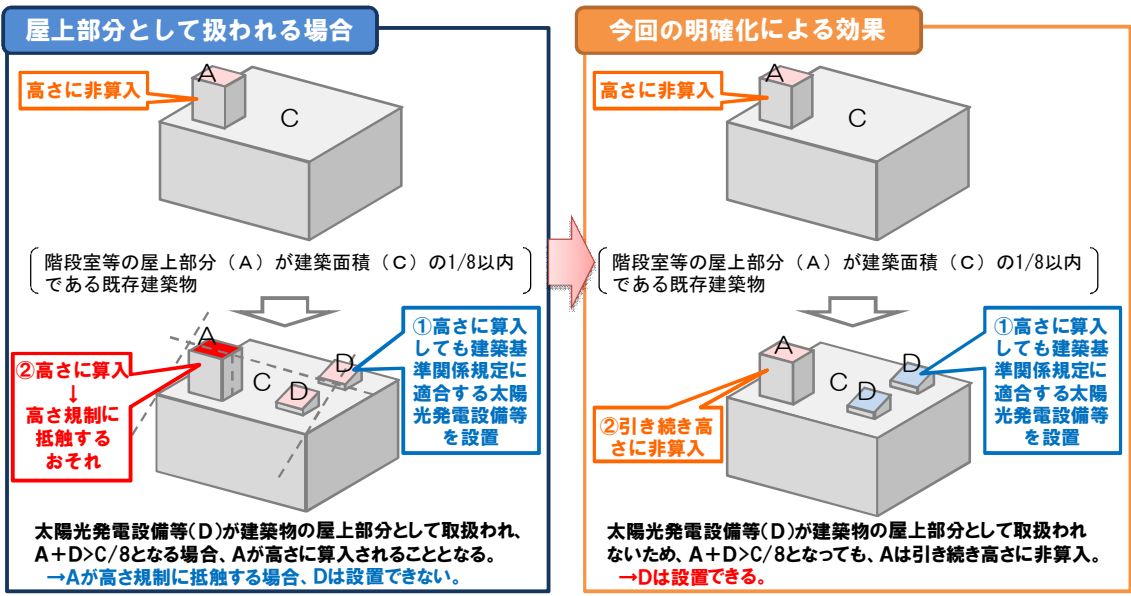 屋上部分として扱われる場合
A
高さに非算入
C
階段室等の屋上部分（A）が建築面積（C）の1/8以内
である既存建築物
A
D
C
D
①高さに算入
しても建築基
準関係規定に
適合する太陽
光発電設備等
を設置
②高さに算入
↓
高さ規制に
抵触する
おそれ
太陽光発電設備等(D)が建築物の屋上部分として取扱われ、
A+D>C/8となる場合、Aが高さに算入されることとなる。
→Aが高さ規制に抵触する場合、Dは設置できない。
今回の明確化による効果
A
高さに非算入
C
階段室等の屋上部分（A）が建築面積（C）の1/8以内
である既存建築物
A
D
C
D
①高さに算入
しても建築基
準関係規定に
適合する太陽
光発電設備等
を設置
②引き続き高
さに非算入
太陽光発電設備等(D)が建築物の屋上部分として取扱われ
ないため、A+D>C/8となっても、Aは引き続き高さに非算入。
→Dは設置できる。